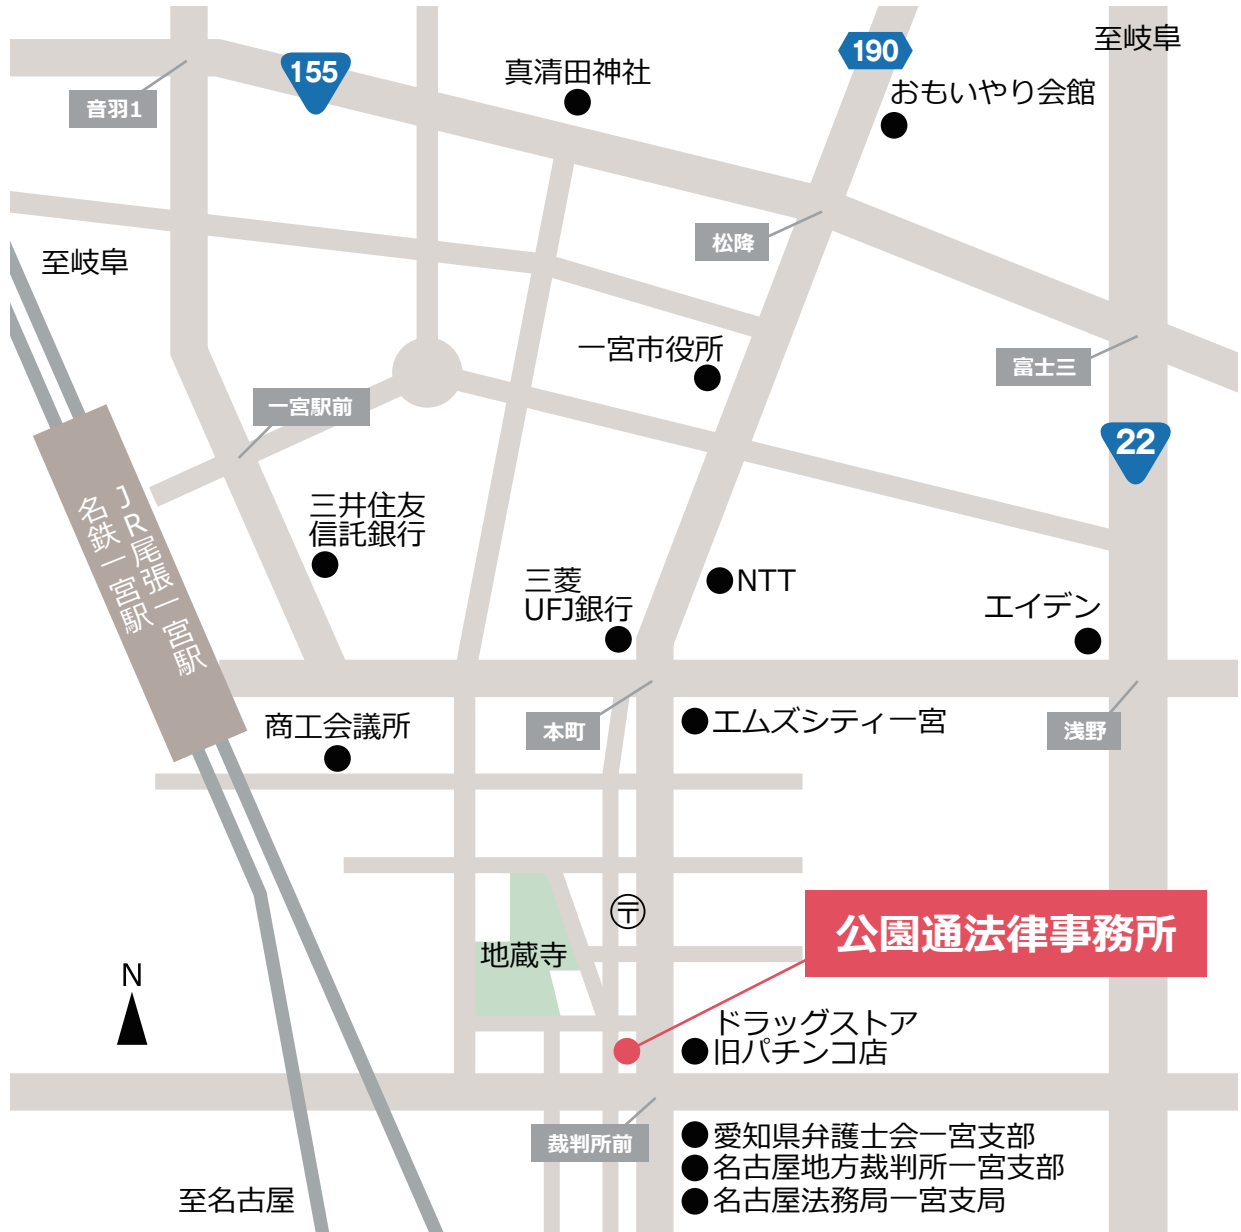 至岐阜
190
155
真清田神社
おもいやり会館
音羽1
松降
至岐阜
一宮市役所
富士三
一宮駅前
22
三井住友
信託銀行
JR尾張一宮駅
名鉄一宮駅
三菱
UFJ銀行
NTT
エイデン
商工会議所
本町
エムズシティ一宮
浅野
〒
公園通法律事務所
地蔵寺
N
ドラッグストア
旧パチンコ店
裁判所前
愛知県弁護士会一宮支部
名古屋地方裁判所一宮支部
名古屋法務局一宮支局
至名古屋